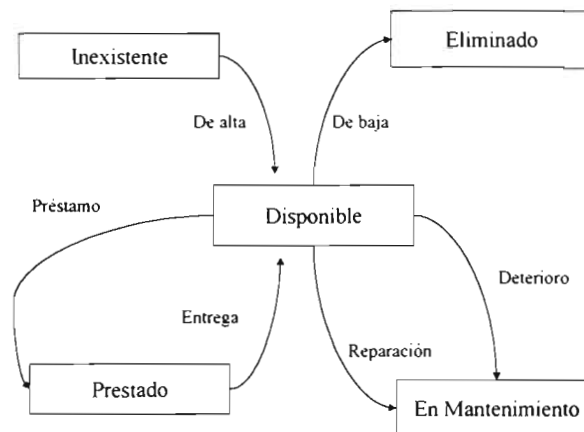 Inexistente
Eliminado
De alta
De baja
Préstamo
Disponible
Entrega
Deterioro
Reparación
Prestado
En Mantenimiento